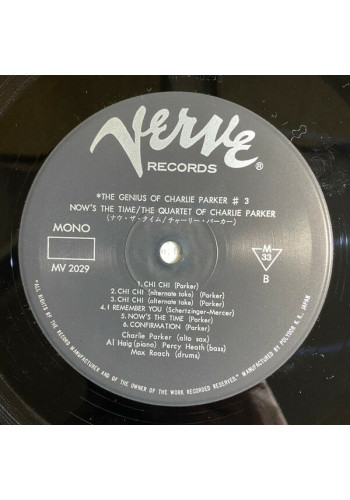 Verve
RECORDS ®
*THE GENIUS OF CHARLIE PARKER # 3
NOW'S THE TIME/THE QUARTET OF CHARLIE PARKER
(ナウ・ザ・タイム/チャーリー・パーカー)
MONO
MV 2029
M
33
B
1. CHI CHI (Parker)
2. CHI CHI (alternate take) (Parker)
3. CHI CHI (alternate take) (Parker)
4. I REMEMBER YOU (Schertzinger-Mercer)
5. NOW'S THE TIME (Parker)
6. CONFIRMATION (Parker)
Charlie Parker (alto sax)
Al Haig (piano) Percy Heath (bass)
Max Roach (drums)
"ALL RIGHTS OF THE RECORD MANUFACTURER AND OF THE OWNER OF THE WORK RECORDED RESERVED." *MANUFACTURED BY POLYDOR K. K., JAPAN